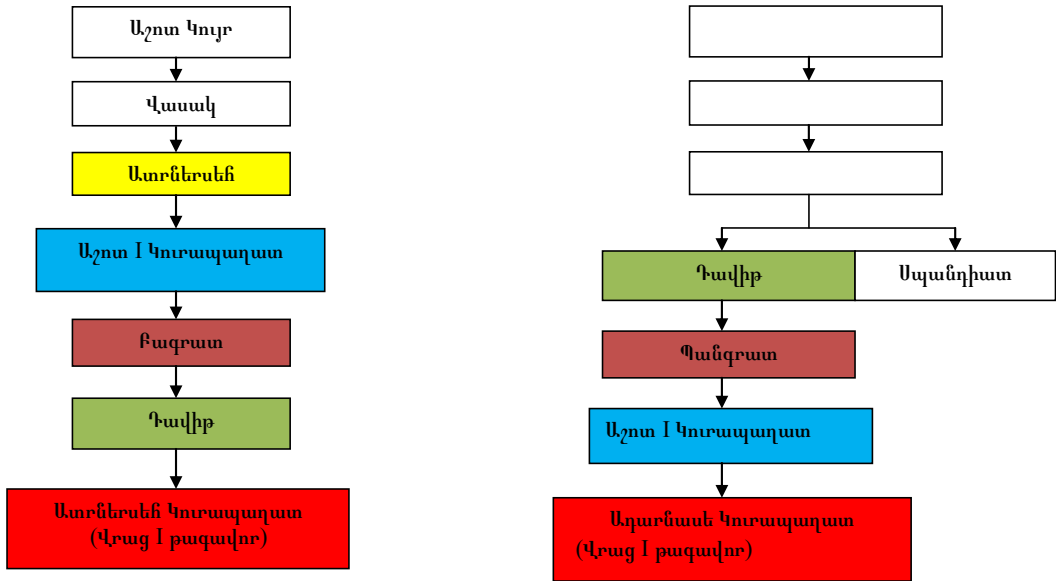 Աշոտ Կույր
Վասակ
Ատրներսեհ
Աշոտ I Կուրապաղատ
Բագրատ
Դավիթ
Ատրներսեհ Կուրապաղատ
(Վրաց I թագավոր)
Դավիթ
Սպանդիատ
Պանգրատ
Աշոտ I Կուրապաղատ
Ադարնասե Կուրապաղատ
(Վրաց I թագավոր)